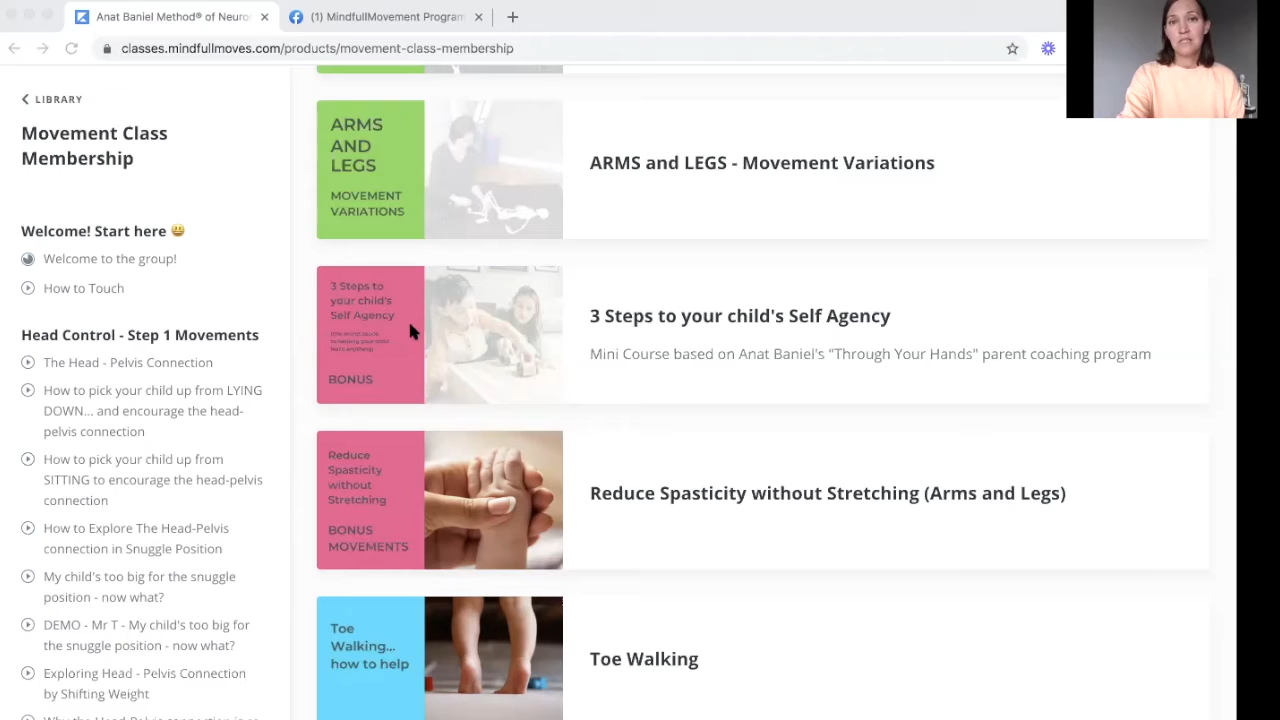 Anat Baniel Method® of Neuro
(1) MindfullMovement Program
classes.mindfullmoves.com/products/movement-class-membership
LIBRARY
Movement Class
Membership
Welcome! Start here 😃
Welcome to the group!
How to Touch
Head Control - Step 1 Movements
The Head - Pelvis Connection
How to pick your child up from LYING
DOWN... and encourage the head-
pelvis connection
How to pick your child up from
SITTING to encourage the head-pelvis
connection
How to Explore The Head-Pelvis
connection in Snuggle Position
My child's too big for the snuggle
position - now what?
DEMO - Mr T - My child's too big for
the snuggle position - now what?
Exploring Head - Pelvis Connection
by Shifting Weight
ARMS
AND
LEGS
MOVEMENT
VARIATIONS
ARMS and LEGS - Movement Variations
3 Steps to
your child's
Self Agency
BONUS
3 Steps to your child's Self Agency
Mini Course based on Anat Baniel's "Through Your Hands" parent coaching program
Reduce
Spasticity
without
Stretching
BONUS
MOVEMENTS
Reduce Spasticity without Stretching (Arms and Legs)
Toe
Walking...
how to help
Toe Walking